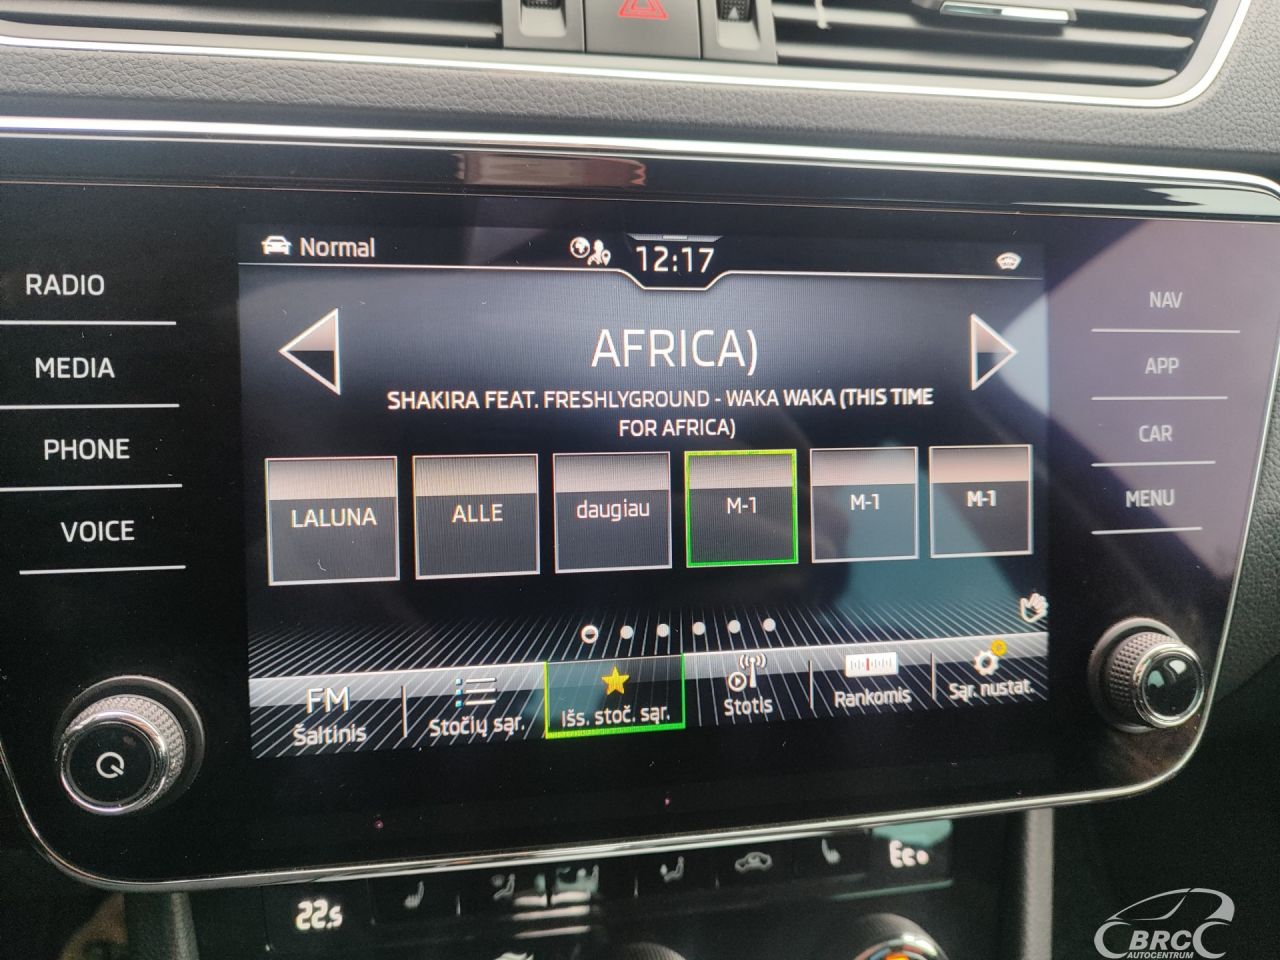 RADIO
MEDIA
PHONE
VOICE
Normal
12:17
AFRICA)
SHAKIRA FEAT. FRESHLYGROUND - WAKA WAKA (THIS TIME
FOR AFRICA)
LALUNA
ALLE
daugiau
M-1
M-1
M-1
FM
Šaltinis
Stočių sąr.
Išs. stoč. sąr.
Stotis
Rankomis
Sąr. nustat.
NAV
APP
CAR
MENU
22.5
Eco
BRC
AUTOCENTRUM